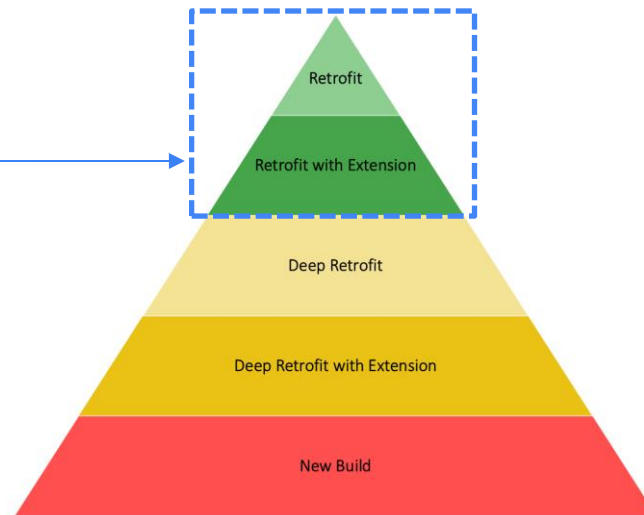 Retrofit
Retrofit with Extension
Deep Retrofit
Deep Retrofit with Extension
New Build